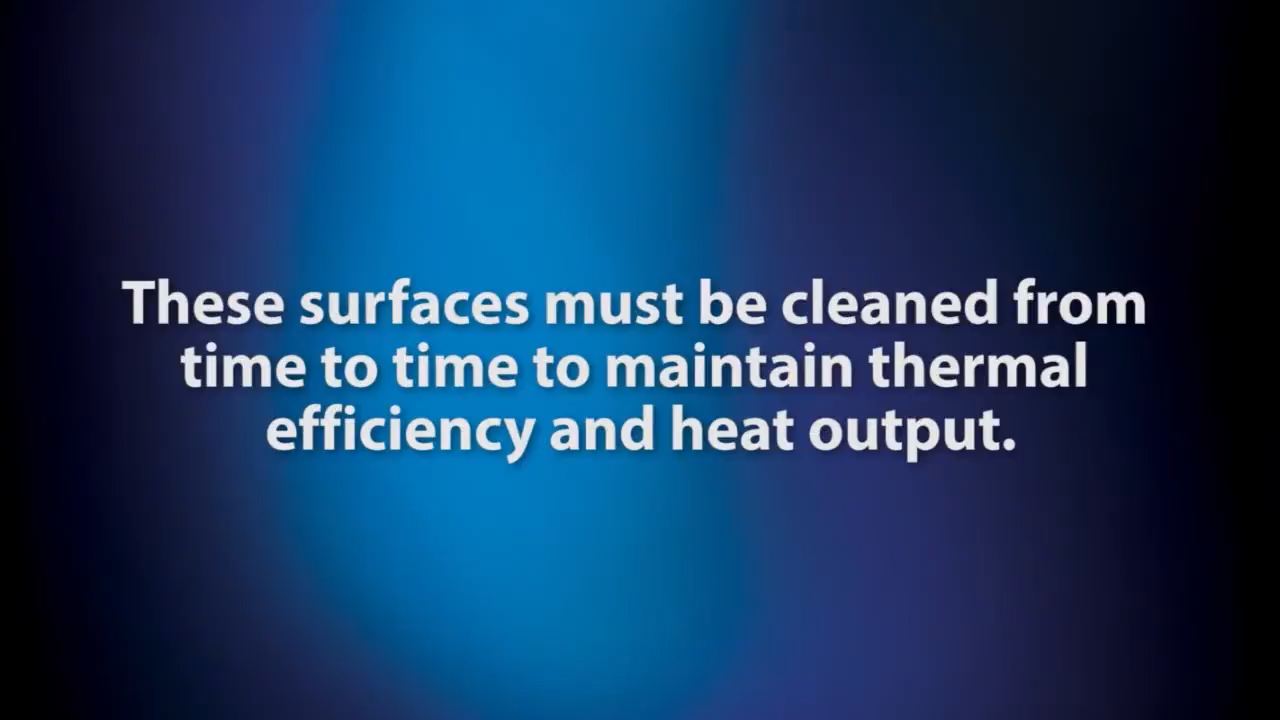 These surfaces must be cleaned from
time to time to maintain thermal
efficiency and heat output.